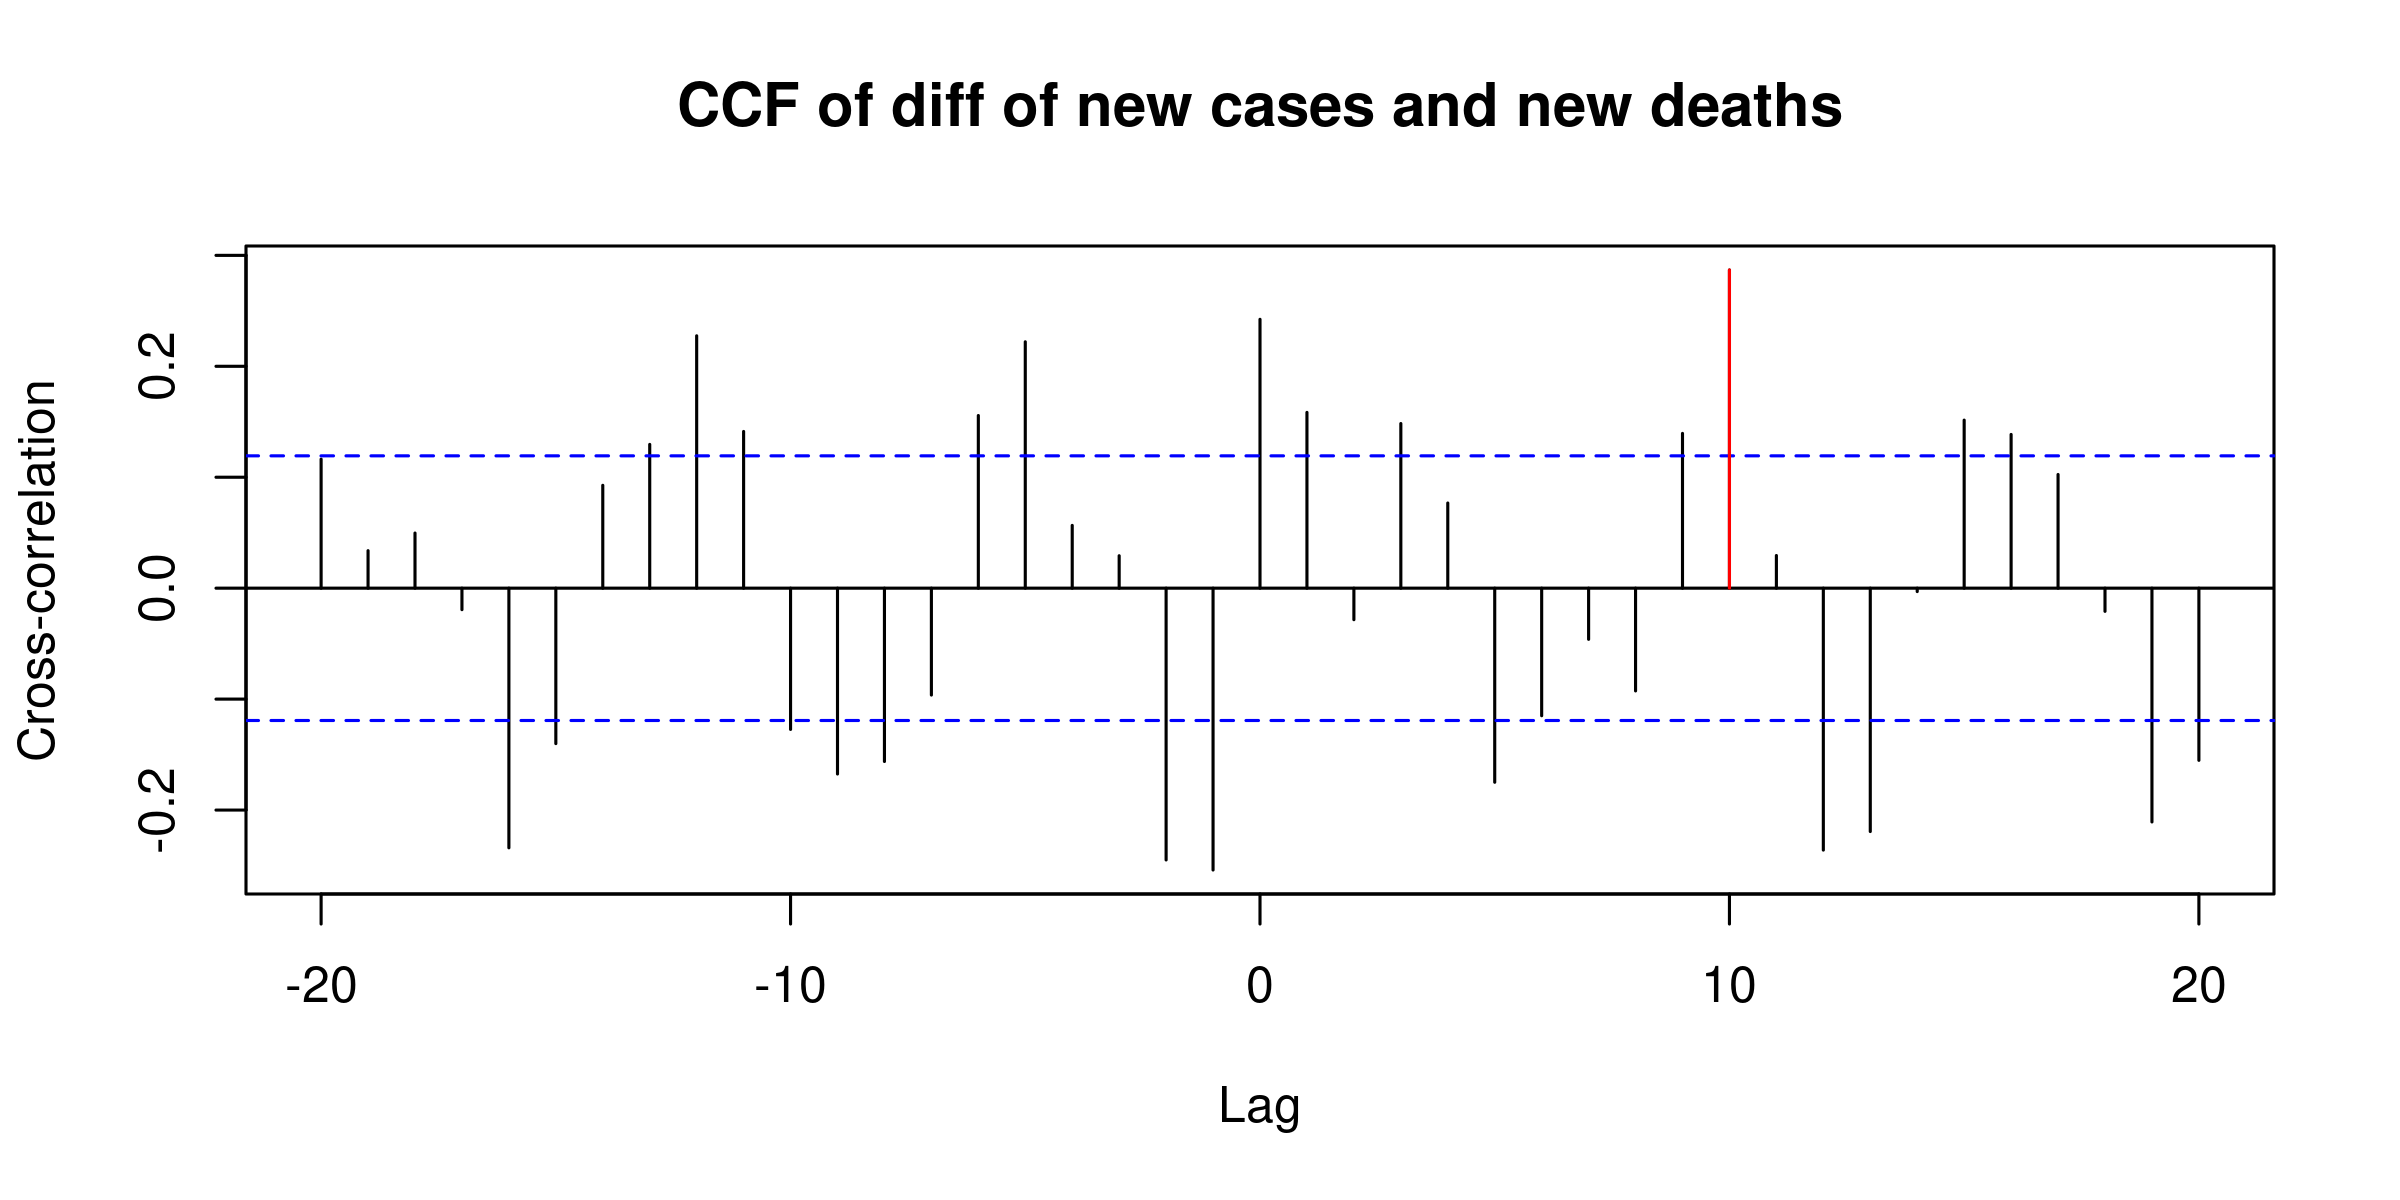 CCF of diff of new cases and new deaths
Cross-correlation
0.2
0.0
-0.2
-20 -10 0 10 20
Lag